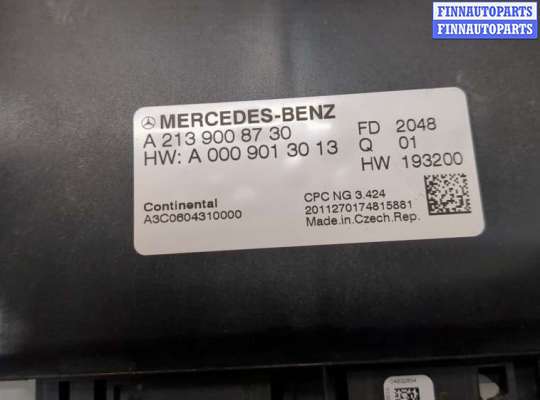 FINNAUTOPARTS
FINNAUTOPARTS
MERCEDES-BENZ
A 213 900 87 30
HW: A 000 901 30 13
FD 2048
Q 01
HW 193200
Continental
A3C0604310000
CPC NG 3.424
2011270174815881
Made.in.Czech.Rep.